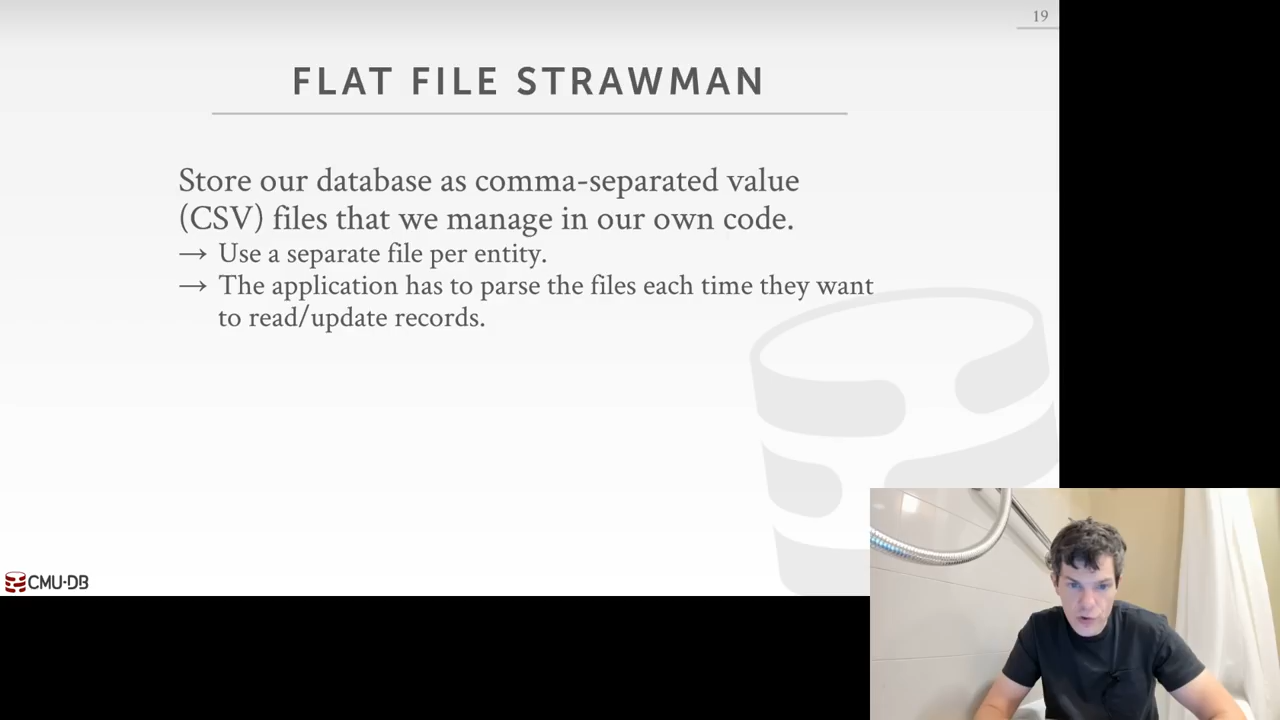 19
FLAT FILE STRAWMAN
Store our database as comma-separated value
(CSV) files that we manage in our own code.
→ Use a separate file per entity.
→ The application has to parse the files each time they want
to read/update records.
CMU·DB